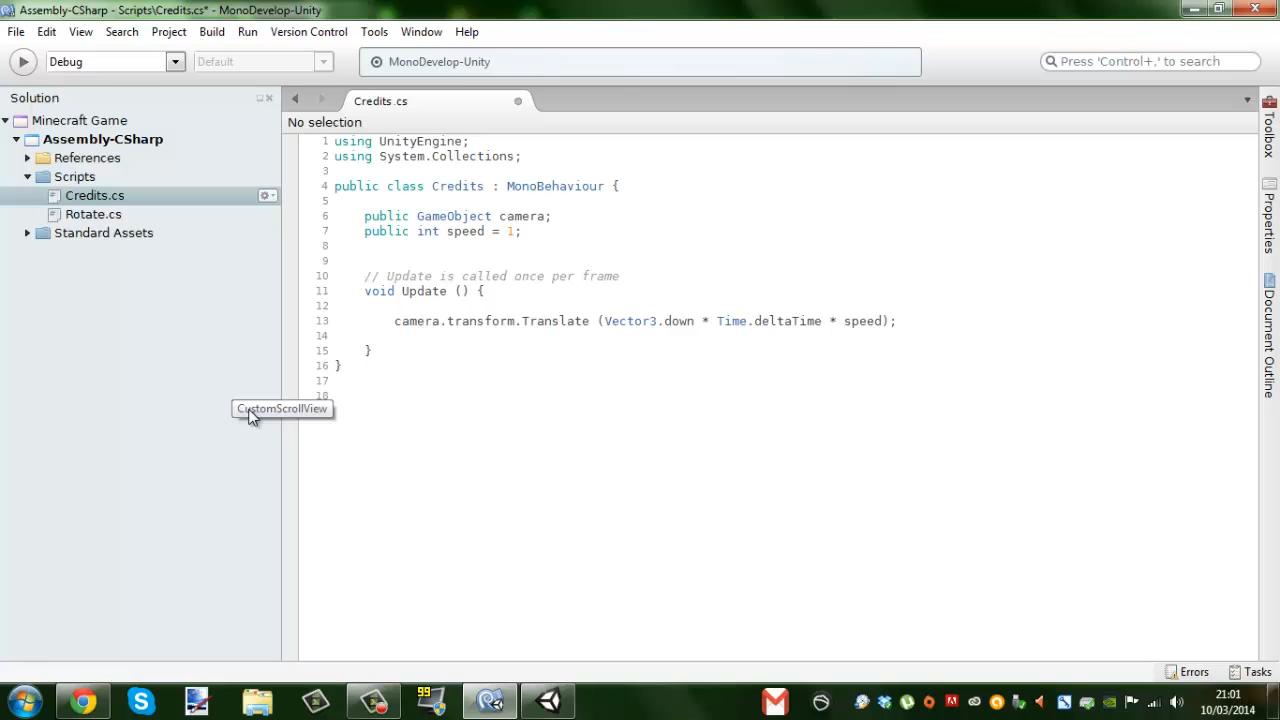 Assembly-CSharp - Scripts\Credits.cs* - MonoDevelop-Unity
File Edit View Search Project Build Run Version Control Tools Window Help
Debug Default MonoDevelop-Unity Press 'Control+,' to search
Solution
Credits.cs
No selection
Minecraft Game
Assembly-CSharp
References
Scripts
Credits.cs
Rotate.cs
Standard Assets
1 using UnityEngine;
2 using System.Collections;
3
4 public class Credits : MonoBehaviour {
5
6 public GameObject camera;
7 public int speed = 1;
8
9
10 // Update is called once per frame
11 void Update () {
12
13 camera.transform.Translate (Vector3.down * Time.deltaTime * speed);
14
15 }
16 }
17
18
CustomScrollView
Toolbox
Properties
Document Outline
Errors Tasks
99
21:01
10/03/2014